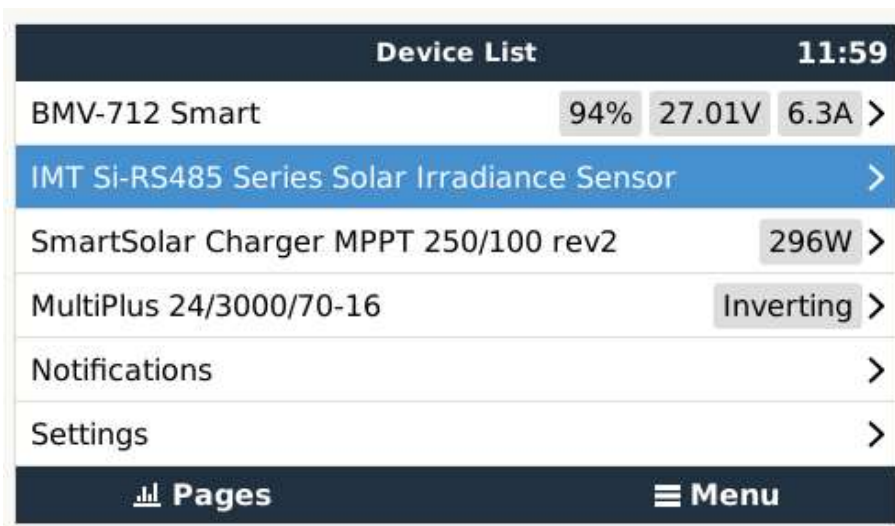 Device List 11:59
BMV-712 Smart 94% 27.01V 6.3A
IMT Si-RS485 Series Solar Irradiance Sensor
SmartSolar Charger MPPT 250/100 rev2 296W
MultiPlus 24/3000/70-16 Inverting
Notifications
Settings
Pages Menu